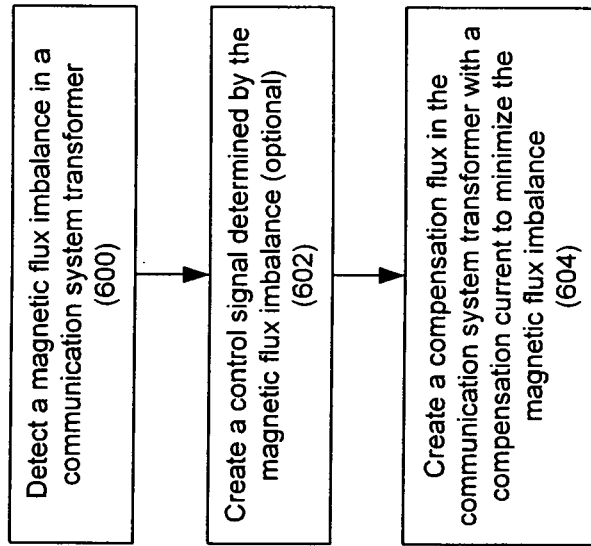 Detect a magnetic flux imbalance in a
communication system transformer
(600)
Create a control signal determined by the
magnetic flux imbalance (optional)
(602)
Create a compensation flux in the
communication system transformer with a
compensation current to minimize the
magnetic flux imbalance
(604)